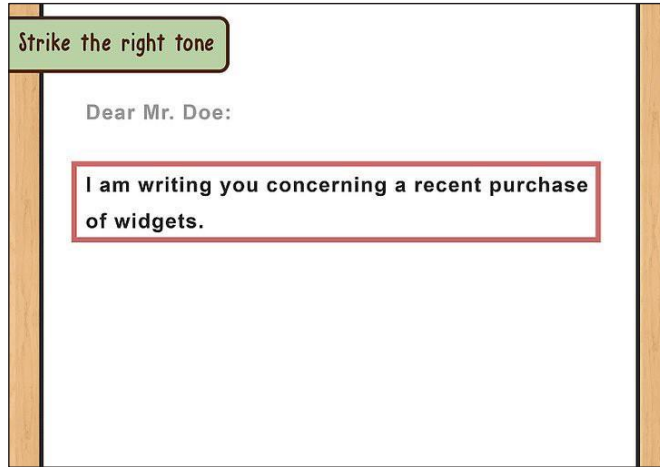 Strike the right tone
Dear Mr. Doe:
I am writing you concerning a recent purchase
of widgets.